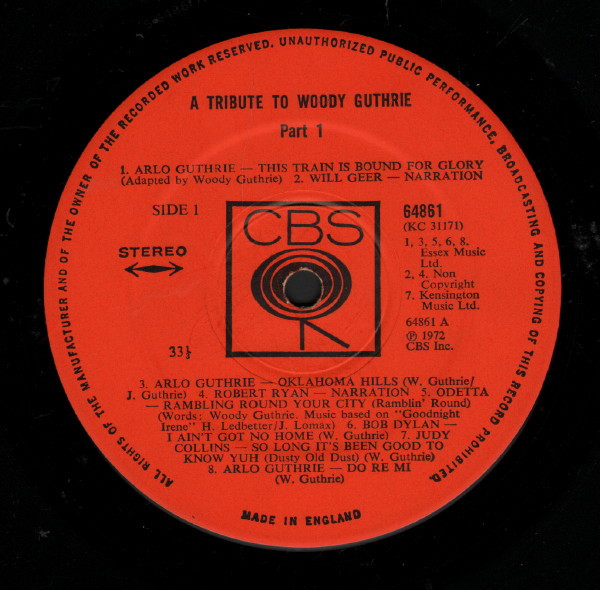 ALL RIGHTS OF THE MANUFACTURER AND OF THE OWNER OF THE RECORDED WORK RESERVED. UNAUTHORIZED PUBLIC PERFORMANCE, BROADCASTING AND COPYING OF THIS RECORD PROHIBITED.
A TRIBUTE TO WOODY GUTHRIE
Part 1
1. ARLO GUTHRIE — THIS TRAIN IS BOUND FOR GLORY
(Adapted by Woody Guthrie) 2. WILL GEER — NARRATION
SIDE 1
STEREO
33⅓
CBS
64861
(KC 31171)
1, 3, 5, 6, 8.
Essex Music
Ltd.
2, 4. Non
Copyright
7. Kensington
Music Ltd.
64861 A
℗ 1972
CBS Inc.
3. ARLO GUTHRIE — OKLAHOMA HILLS (W. Guthrie/
J. Guthrie) 4. ROBERT RYAN — NARRATION 5. ODETTA
— RAMBLING ROUND YOUR CITY (Ramblin' Round)
(Words: Woody Guthrie. Music based on "Goodnight
Irene" H. Ledbetter/J. Lomax) 6. BOB DYLAN —
I AIN'T GOT NO HOME (W. Guthrie) 7. JUDY
COLLINS — SO LONG IT'S BEEN GOOD TO
KNOW YUH (Dusty Old Dust) (W. Guthrie)
8. ARLO GUTHRIE — DO RE MI
(W. Guthrie)
MADE IN ENGLAND